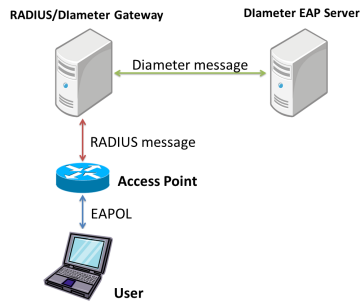 RADIUS/DIameter Gateway
DIameter EAP Server
Diameter message
RADIUS message
Access Point
EAPOL
User